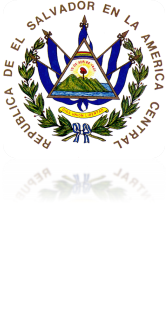 REPUBLICA DE EL SALVADOR EN LA AMERICA CENTRAL